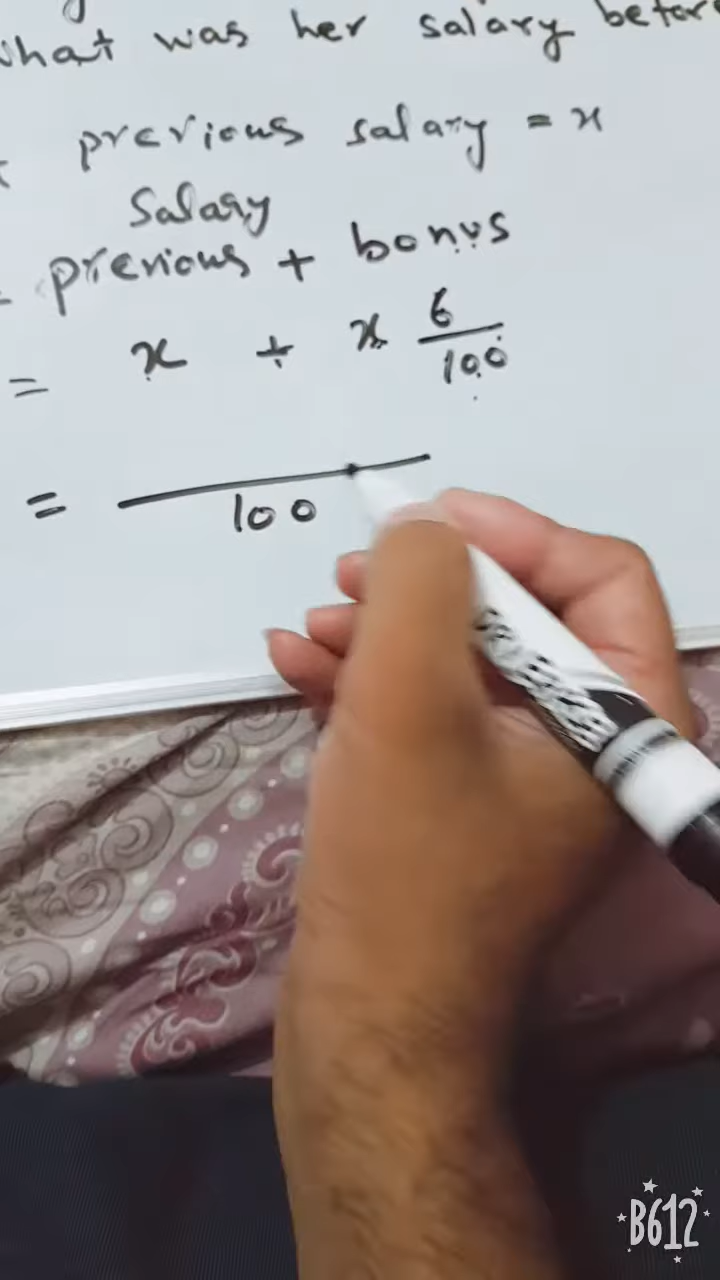 what was her salary before
previous salary = x
Salary
= previous + bonus
= x + x 6/100
= /100
B612